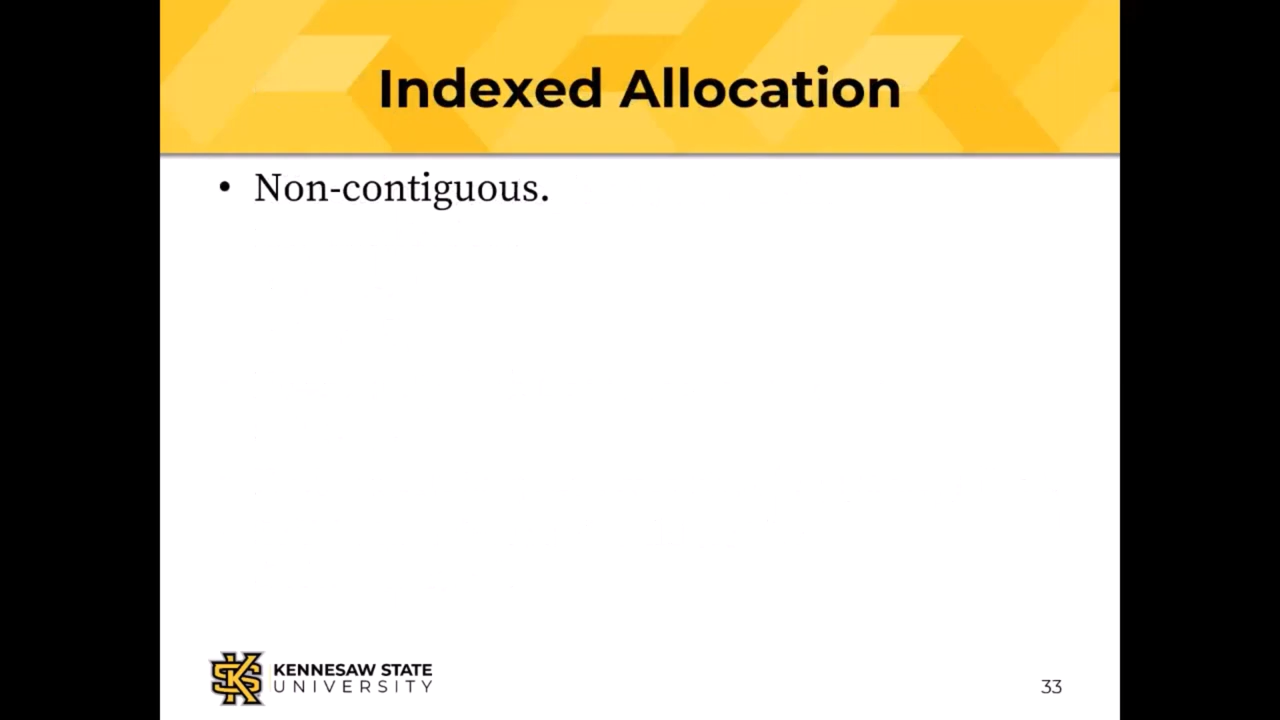 Indexed Allocation
• Non-contiguous.
KENNESAW STATE
UNIVERSITY
33